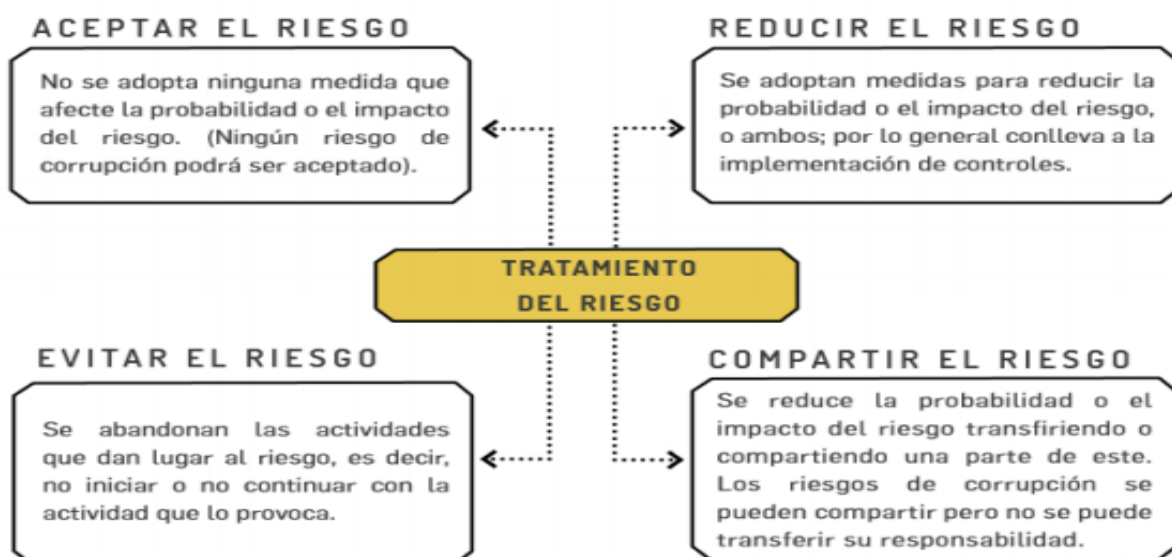 ACEPTAR EL RIESGO
No se adopta ninguna medida que
afecte la probabilidad o el impacto
del riesgo. (Ningún riesgo de
corrupción podrá ser aceptado).
REDUCIR EL RIESGO
Se adoptan medidas para reducir la
probabilidad o el impacto del riesgo,
o ambos; por lo general conlleva a la
implementación de controles.
TRATAMIENTO
DEL RIESGO
EVITAR EL RIESGO
Se abandonan las actividades
que dan lugar al riesgo, es decir,
no iniciar o no continuar con la
actividad que lo provoca.
COMPARTIR EL RIESGO
Se reduce la probabilidad o el
impacto del riesgo transfiriendo o
compartiendo una parte de este.
Los riesgos de corrupción se
pueden compartir pero no se puede
transferir su responsabilidad.